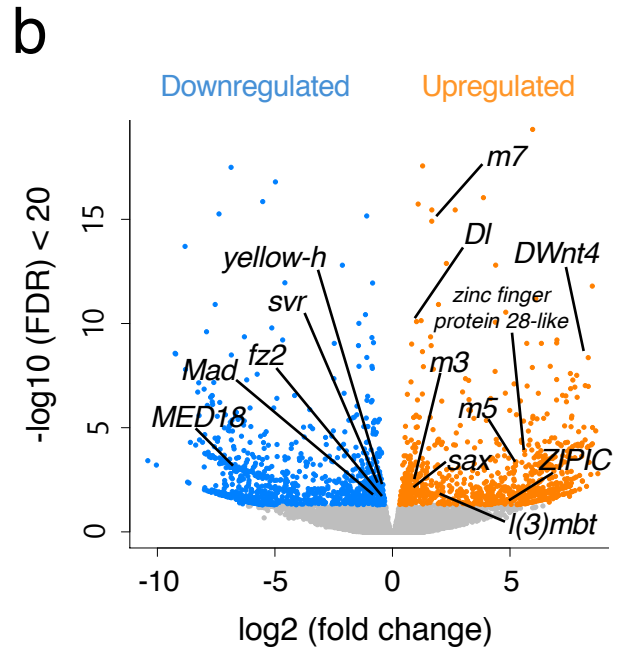 b
Downregulated
Upregulated
-log10 (FDR) < 20
15
10
5
0
m7
Dl
DWnt4
yellow-h
svr
zinc finger
protein 28-like
Mad
fz2
m3
MED18
m5
sax
ZIPIC
l(3)mbt
-10
-5
0
5
log2 (fold change)